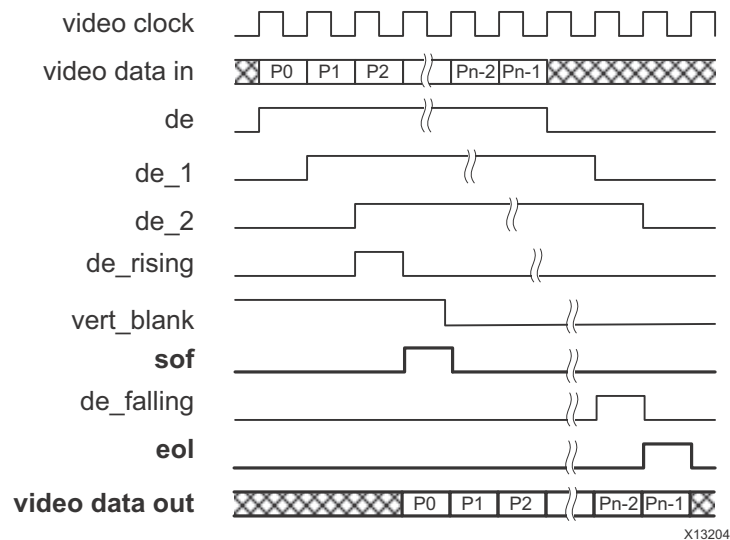 video clock
video data in P0 P1 P2 Pn-2 Pn-1
de
de_1
de_2
de_rising
vert_blank
sof
de_falling
eol
video data out P0 P1 P2 Pn-2 Pn-1
X13204